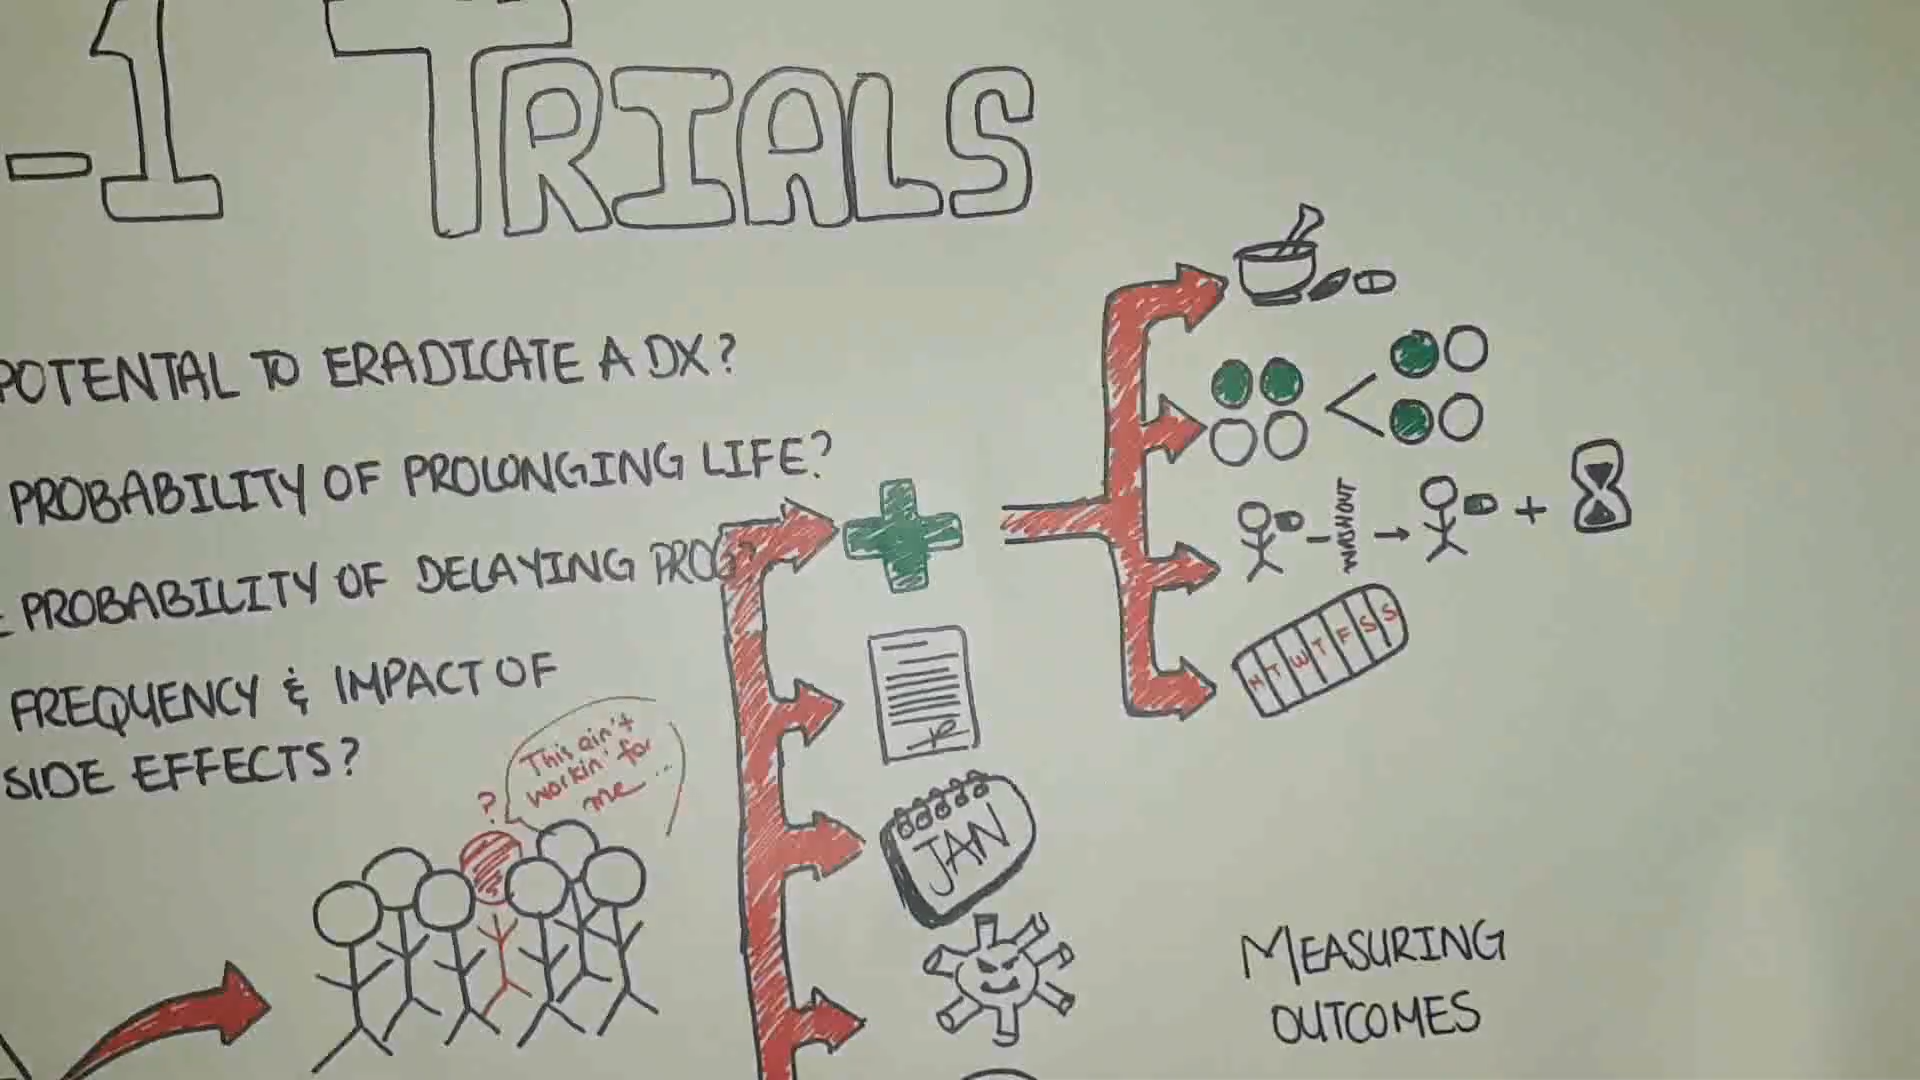 -1 TRIALS
POTENTAL TO ERADICATE A DX?
PROBABILITY OF PROLONGING LIFE?
PROBABILITY OF DELAYING PROG?
FREQUENCY & IMPACT OF
SIDE EFFECTS?
?
This ain't
workin' for
me...
JAN
WASHOUT
+
M T W T F S S
MEASURING
OUTCOMES